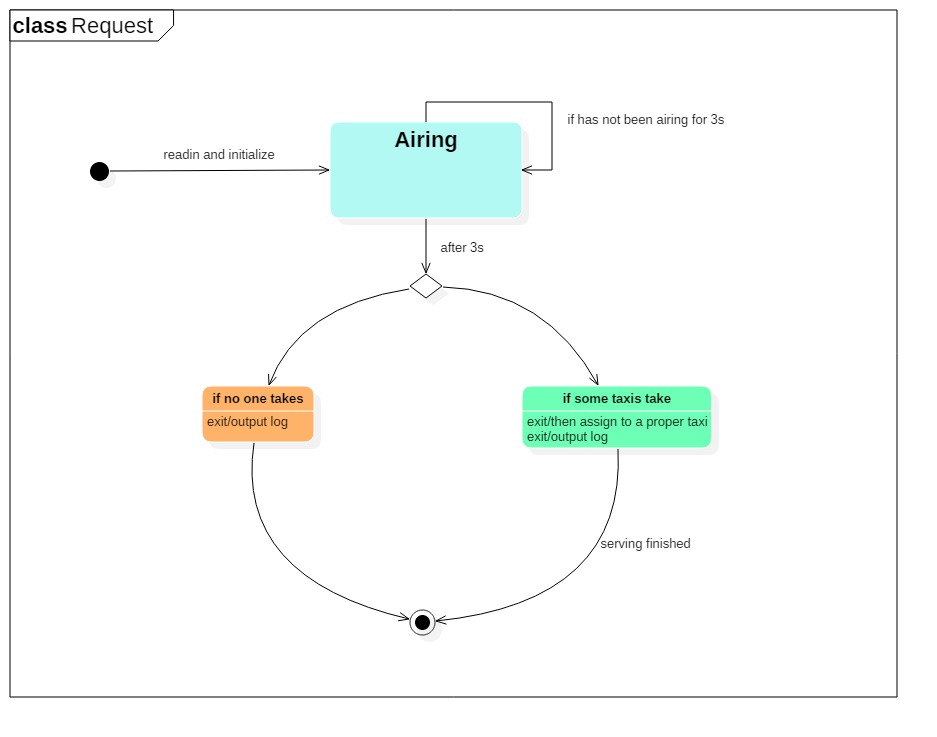 class Request
Airing
if has not been airing for 3s
readin and initialize
after 3s
if no one takes
exit/output log
if some taxis take
exit/then assign to a proper taxi
exit/output log
serving finished